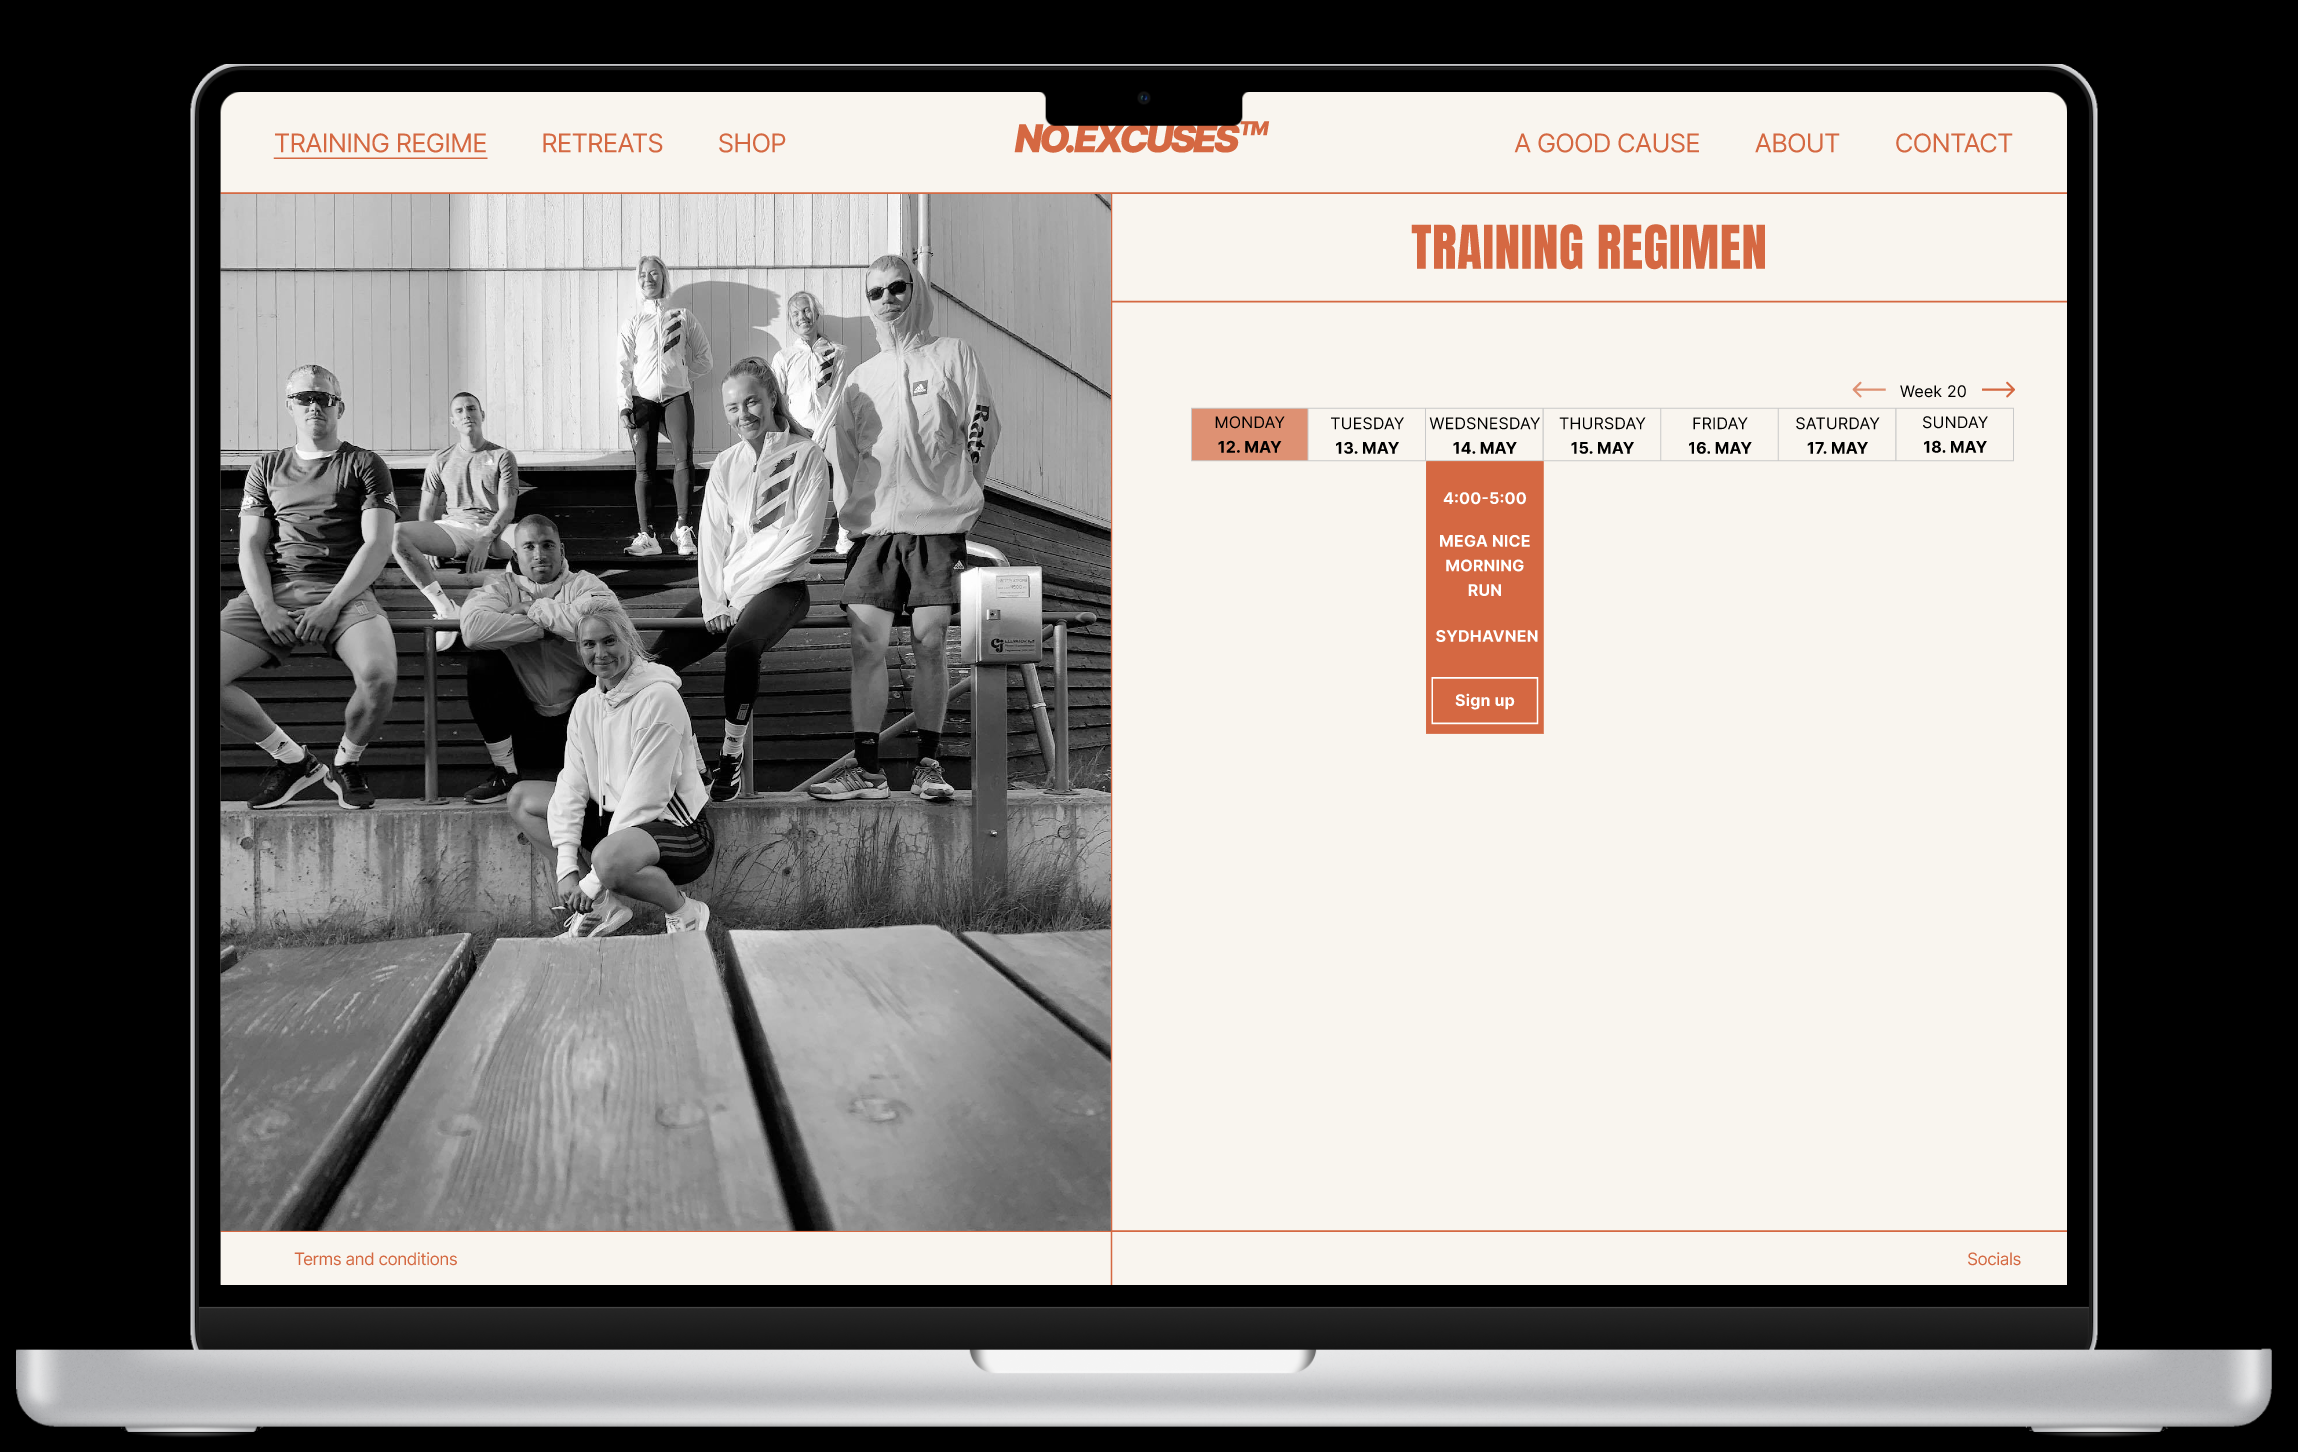 TRAINING REGIME RETREATS SHOP NO.EXCUSES™ A GOOD CAUSE ABOUT CONTACT
TRAINING REGIMEN
Week 20
MONDAY TUESDAY WEDSNESDAY THURSDAY FRIDAY SATURDAY SUNDAY
12. MAY 13. MAY 14. MAY 15. MAY 16. MAY 17. MAY 18. MAY
4:00-5:00
MEGA NICE
MORNING
RUN
SYDHAVNEN
Sign up
Terms and conditions Socials